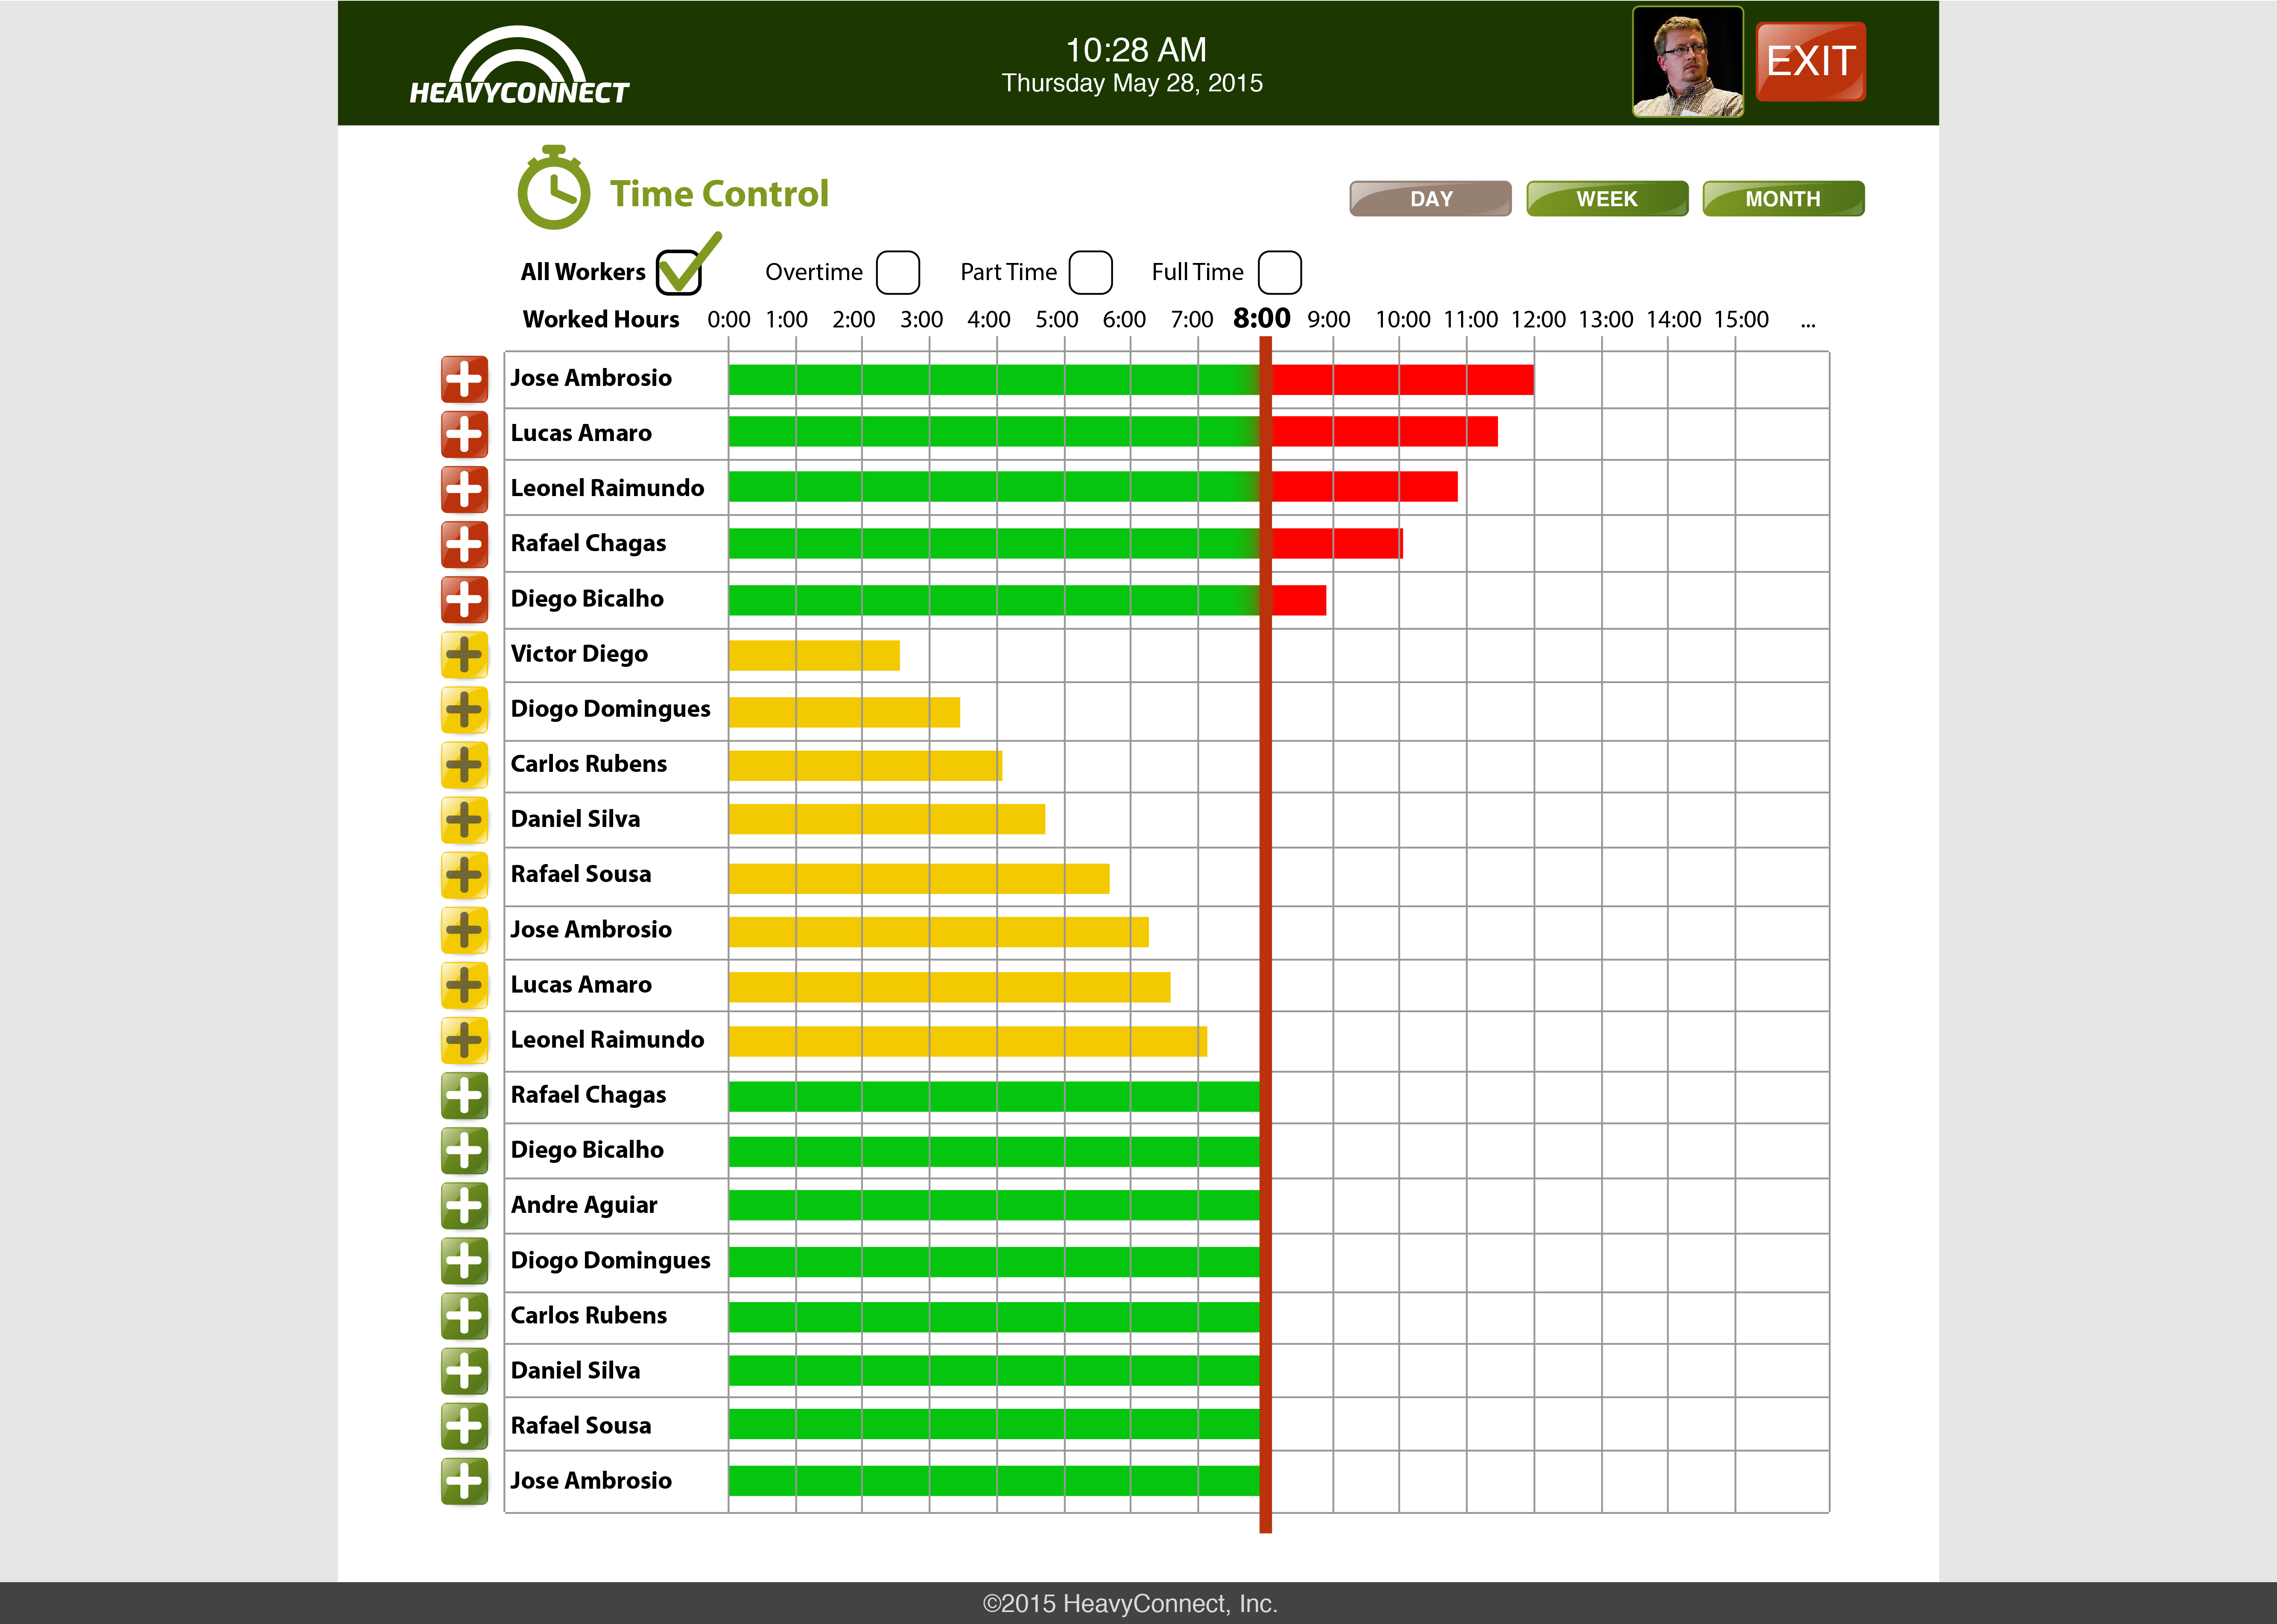 HEAVYCONNECT
10:28 AM
Thursday May 28, 2015
EXIT
Time Control
DAY WEEK MONTH
All Workers Overtime Part Time Full Time
Worked Hours 0:00 1:00 2:00 3:00 4:00 5:00 6:00 7:00 8:00 9:00 10:00 11:00 12:00 13:00 14:00 15:00 ...
Jose Ambrosio
Lucas Amaro
Leonel Raimundo
Rafael Chagas
Diego Bicalho
Victor Diego
Diogo Domingues
Carlos Rubens
Daniel Silva
Rafael Sousa
Jose Ambrosio
Lucas Amaro
Leonel Raimundo
Rafael Chagas
Diego Bicalho
Andre Aguiar
Diogo Domingues
Carlos Rubens
Daniel Silva
Rafael Sousa
Jose Ambrosio
©2015 HeavyConnect, Inc.